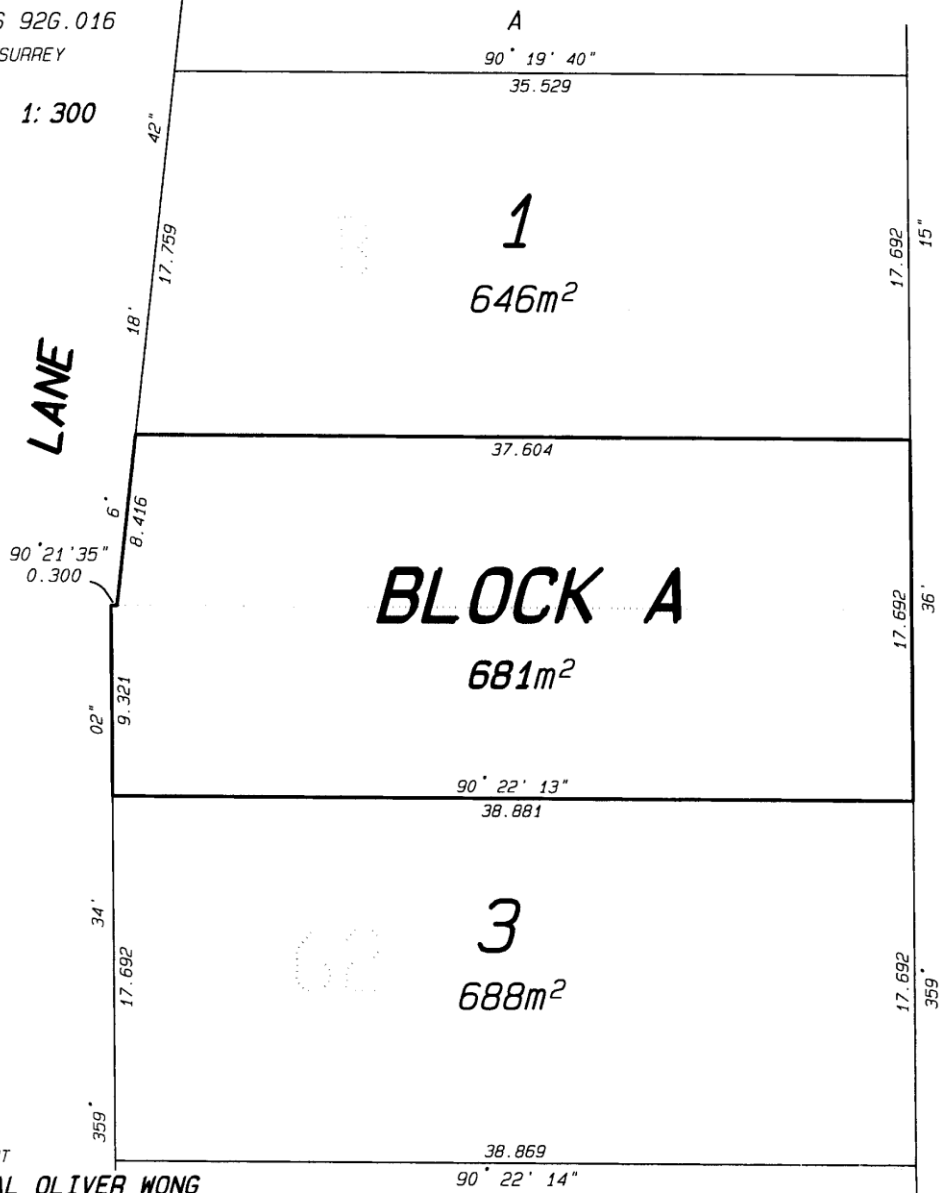 92G.016
SURREY
A
90° 19' 40"
35.529
1: 300
42"
17.759
18'
1
646m²
17.692
15"
LANE
37.604
6°
8.416
90°21'35"
0.300
BLOCK A
681m²
17.692
36'
02"
9.321
90° 22' 13"
38.881
34'
17.692
62
3
688m²
17.692
359°
359°
38.869
90° 22' 14"
OLIVER WONG